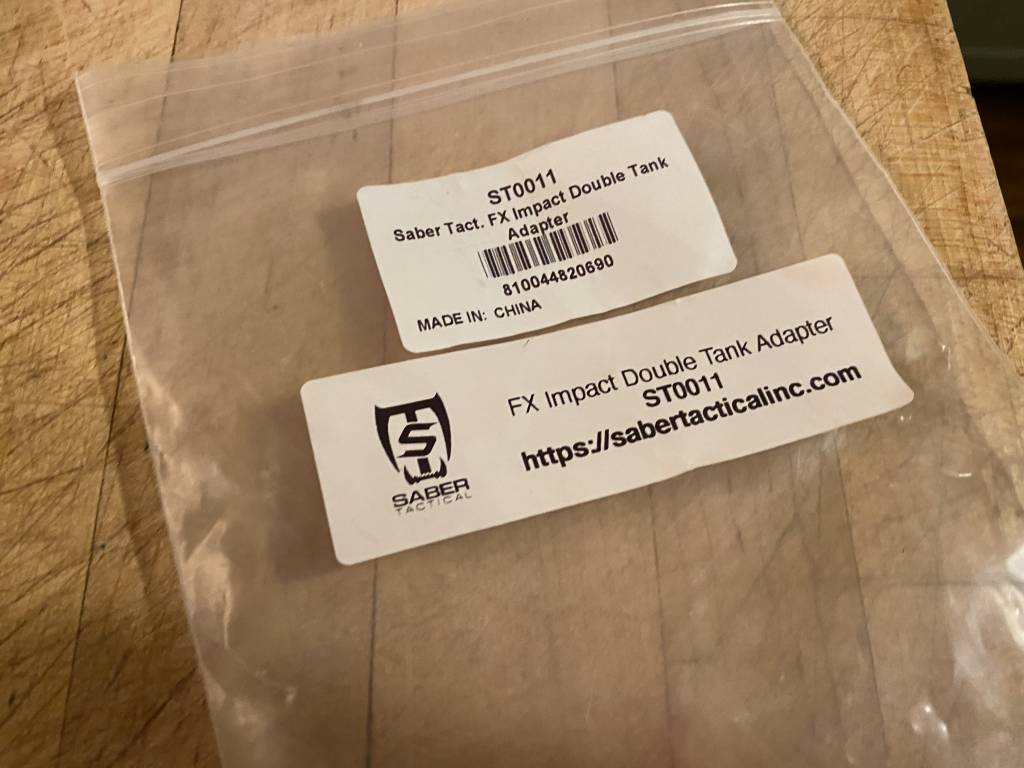 ST0011
Saber Tact. FX Impact Double Tank
Adapter
810044820690
MADE IN: CHINA
FX Impact Double Tank Adapter
ST0011
https://sabertacticalinc.com
ST
SABER
TACTICAL